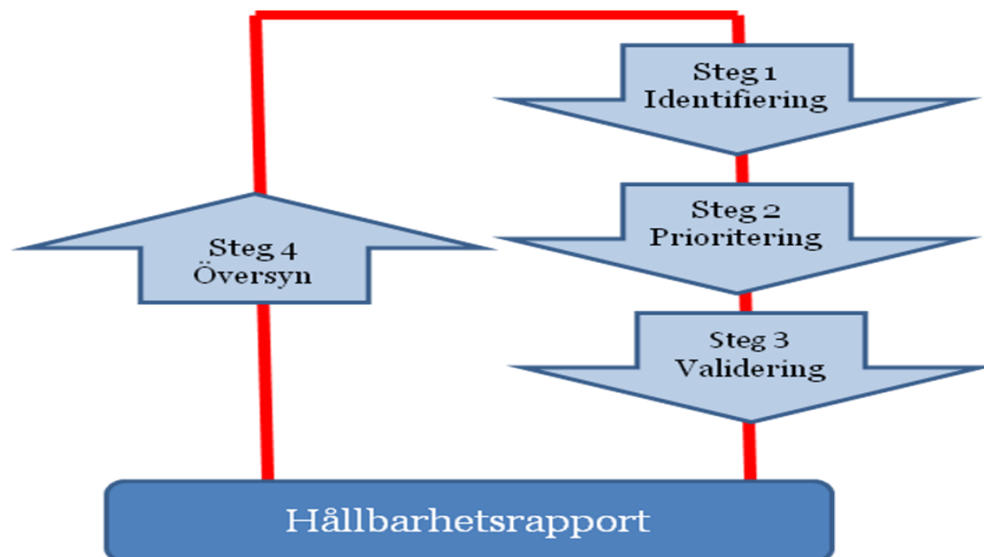 Steg 1
Identifiering
Steg 2
Prioritering
Steg 3
Validering
Steg 4
Översyn
Hållbarhetsrapport